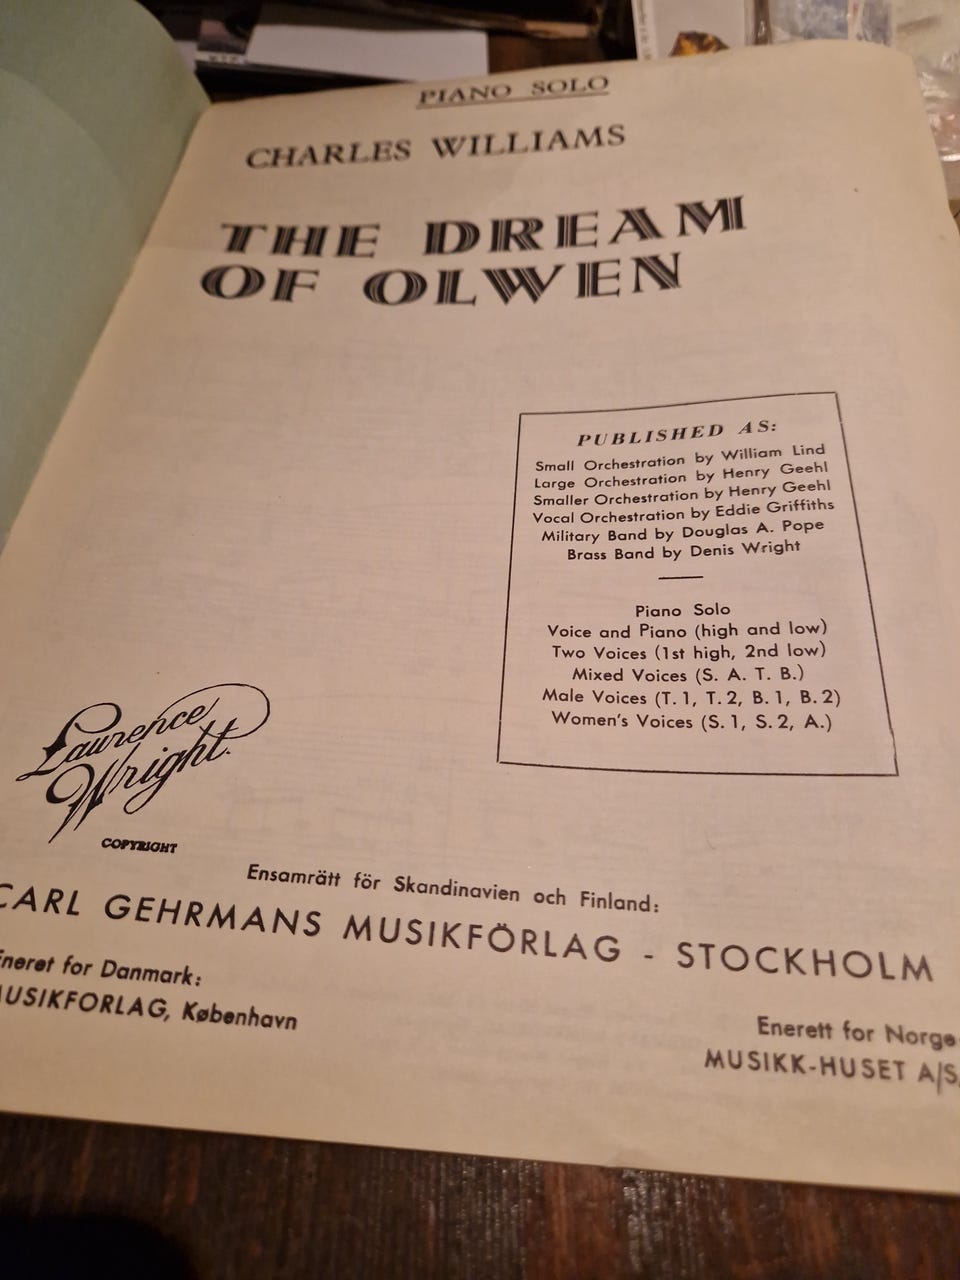 PIANO SOLO
CHARLES WILLIAMS
THE DREAM
OF OLWEN
PUBLISHED AS:
Small Orchestration by William Lind
Large Orchestration by Henry Geehl
Smaller Orchestration by Henry Geehl
Vocal Orchestration by Eddie Griffiths
Military Band by Douglas A. Pope
Brass Band by Denis Wright
Piano Solo
Voice and Piano (high and low)
Two Voices (1st high, 2nd low)
Mixed Voices (S. A. T. B.)
Male Voices (T. 1, T. 2, B. 1, B. 2)
Women's Voices (S. 1, S. 2, A.)
Lawrence
Wright.
COPYRIGHT
Ensamrätt för Skandinavien och Finland:
CARL GEHRMANS MUSIKFÖRLAG - STOCKHOLM
Eneret for Danmark:
MUSIKFORLAG, København
Enerett for Norge
MUSIKK-HUSET A/S